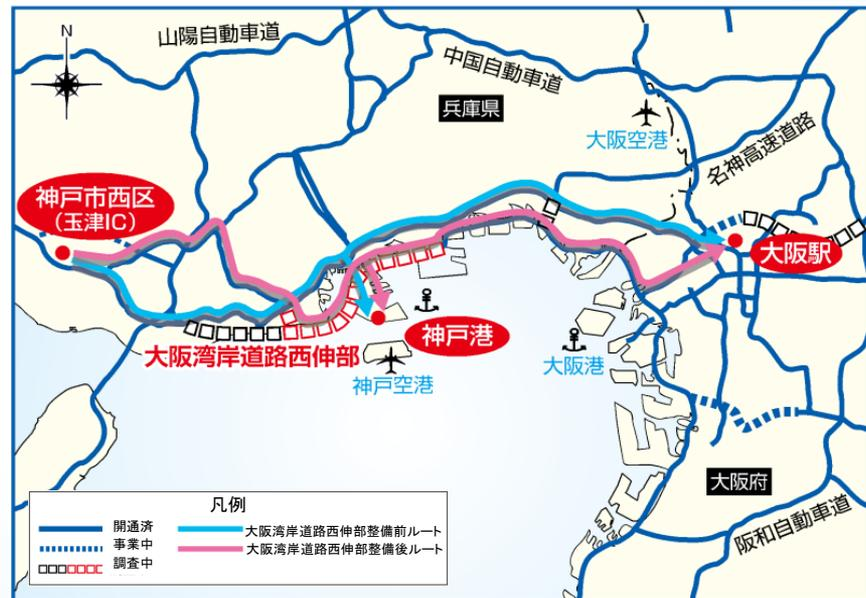 N
山陽自動車道
中国自動車道
兵庫県
大阪空港
名神高速道路
神戸市西区
(玉津IC)
大阪駅
神戸港
大阪湾岸道路西伸部
神戸空港
大阪港
大阪府
阪和自動車道
凡例
開通済
事業中
調査中
大阪湾岸道路西伸部整備前ルート
大阪湾岸道路西伸部整備後ルート